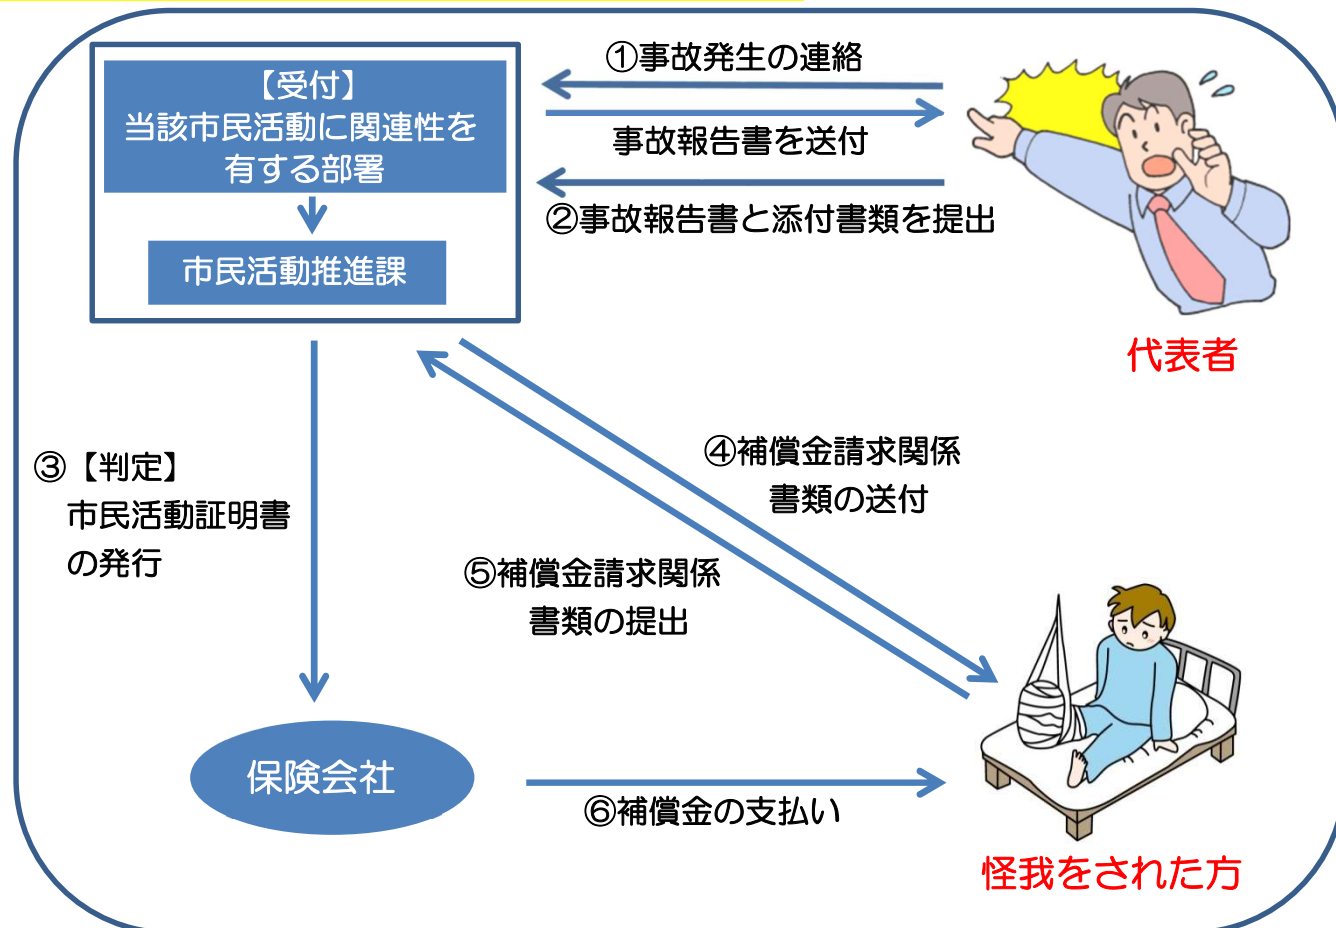 【受付】
当該市民活動に関連性を
有する部署
市民活動推進課
①事故発生の連絡
事故報告書を送付
②事故報告書と添付書類を提出
代表者
③【判定】
市民活動証明書
の発行
④補償金請求関係
書類の送付
⑤補償金請求関係
書類の提出
保険会社
⑥補償金の支払い
怪我をされた方